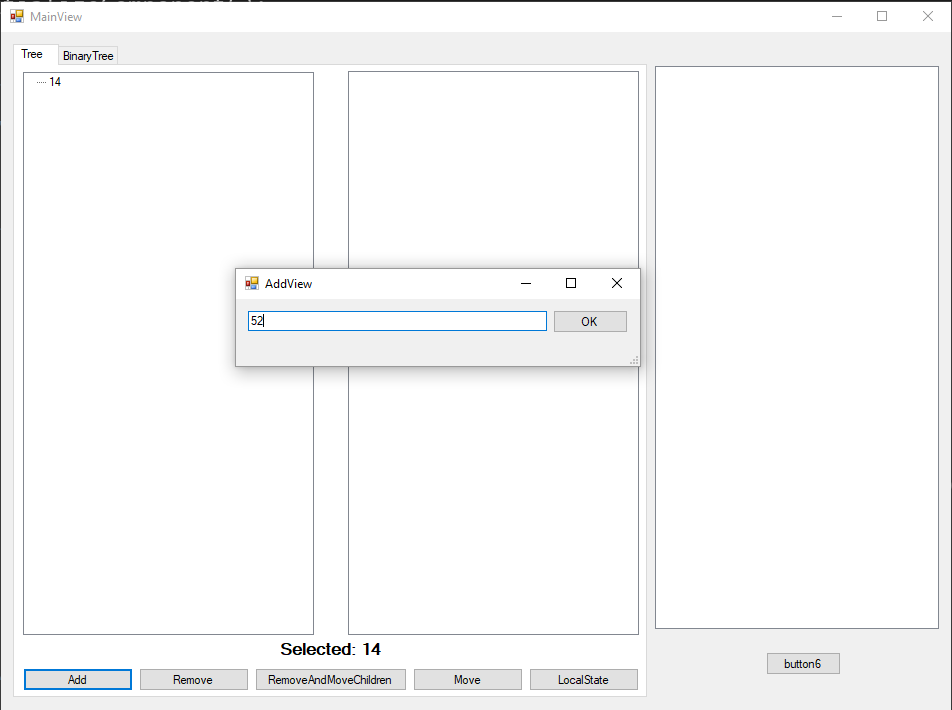 MainView
Tree
BinaryTree
14
AddView
52
OK
Selected: 14
Add
Remove
RemoveAndMoveChildren
Move
LocalState
button6